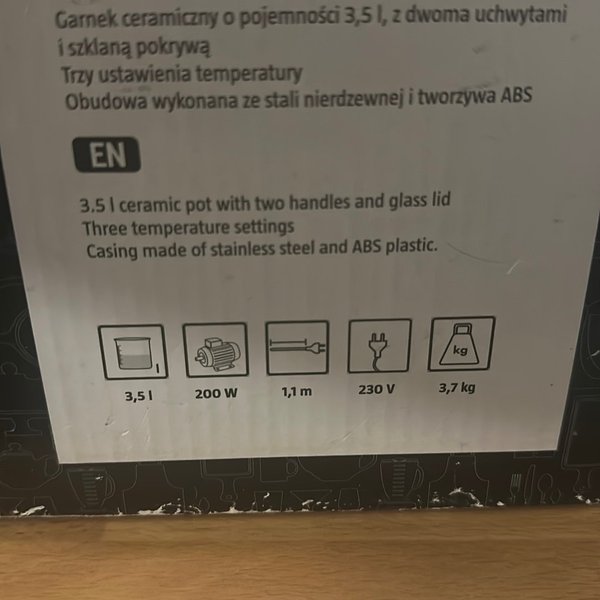 Garnek ceramiczny o pojemności 3,5 l, z dwoma uchwytami
i szklaną pokrywą
Trzy ustawienia temperatury
Obudowa wykonana ze stali nierdzewnej i tworzywa ABS
EN
3.5 l ceramic pot with two handles and glass lid
Three temperature settings
Casing made of stainless steel and ABS plastic.
l kg
3,5 l 200 W 1,1 m 230 V 3,7 kg